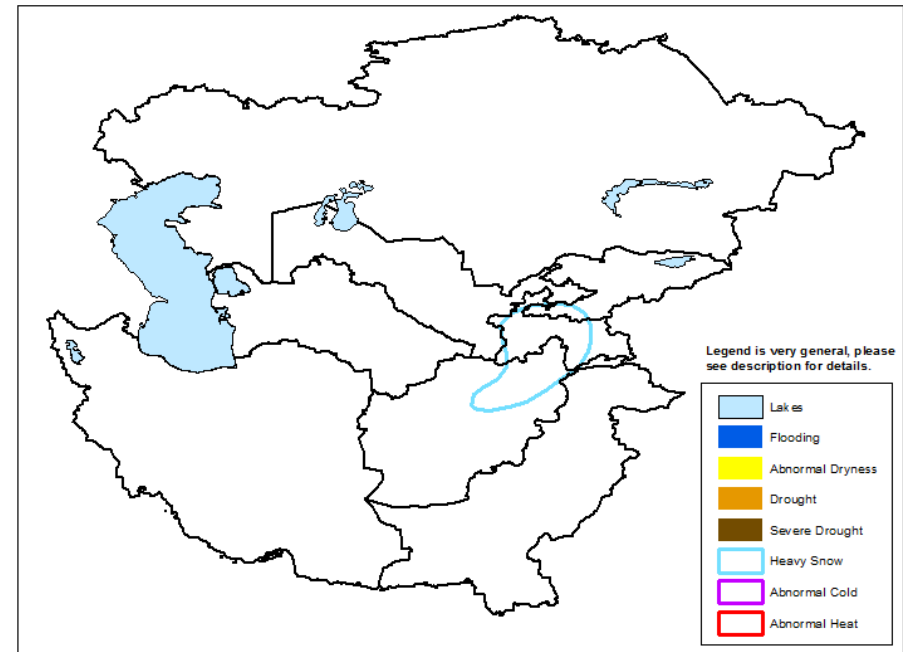 Legend is very general, please
see description for details.
Lakes
Flooding
Abnormal Dryness
Drought
Severe Drought
Heavy Snow
Abnormal Cold
Abnormal Heat